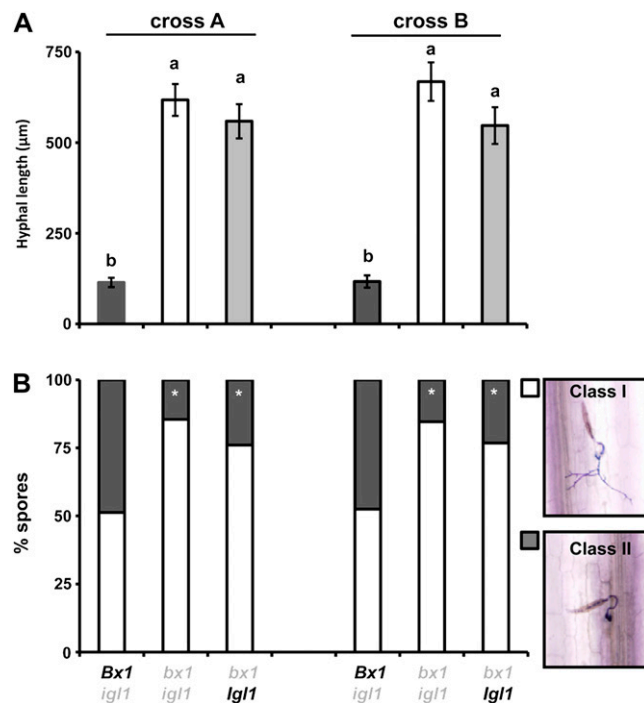 A
cross A
cross B
Hyphal length (µm)
750
500
250
0
b
a
a
b
a
a
B
% spores
100
75
50
25
0
*
*
*
*
Class I
Class II
Bx1 bx1 bx1 Bx1 bx1 bx1
igl1 igl1 Igl1 igl1 igl1 Igl1